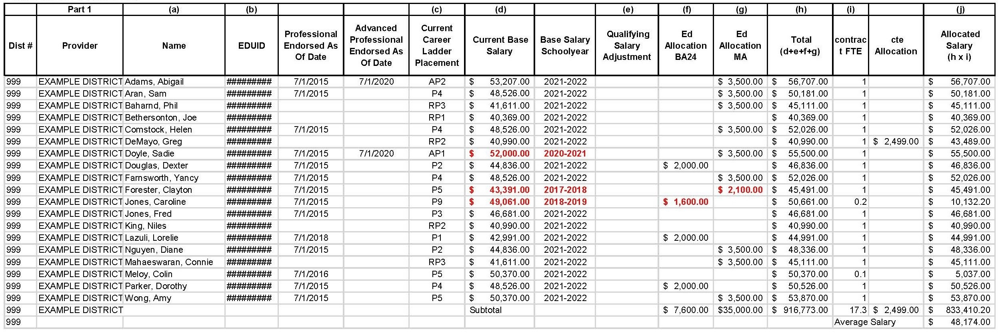 Part 1 (a) (b) (c) (d) (e) (f) (g) (h) (i) (j)
Dist # Provider Name EDUID Professional Endorsed As Of Date Advanced Professional Endorsed As Of Date Current Career Ladder Placement Current Base Salary Base Salary Schoolyear Qualifying Salary Adjustment Ed Allocation BA24 Ed Allocation MA Total (d+e+f+g) contrac t FTE cte Allocation Allocated Salary (h x i)
999 EXAMPLE DISTRICT Adams, Abigail ######### 7/1/2015 7/1/2020 AP2 $ 53,207.00 2021-2022 $ 3,500.00 $ 56,707.00 1 $ 56,707.00
999 EXAMPLE DISTRICT Aran, Sam ######### 7/1/2015 P4 $ 48,526.00 2021-2022 $ 3,500.00 $ 50,181.00 1 $ 50,181.00
999 EXAMPLE DISTRICT Baharnd, Phil ######### RP3 $ 41,611.00 2021-2022 $ 3,500.00 $ 45,111.00 1 $ 45,111.00
999 EXAMPLE DISTRICT Bethersonton, Joe ######### RP1 $ 40,369.00 2021-2022 $ 40,369.00 1 $ 40,369.00
999 EXAMPLE DISTRICT Comstock, Helen ######### 7/1/2015 P4 $ 48,526.00 2021-2022 $ 3,500.00 $ 52,026.00 1 $ 52,026.00
999 EXAMPLE DISTRICT DeMayo, Greg ######### RP2 $ 40,990.00 2021-2022 $ 40,990.00 1 $ 2,499.00 $ 43,489.00
999 EXAMPLE DISTRICT Doyle, Sadie ######### 7/1/2015 7/1/2020 AP1 $ 52,000.00 2020-2021 $ 3,500.00 $ 55,500.00 1 $ 55,500.00
999 EXAMPLE DISTRICT Douglas, Dexter ######### 7/1/2015 P2 $ 44,836.00 2021-2022 $ 2,000.00 $ 46,836.00 1 $ 46,836.00
999 EXAMPLE DISTRICT Farnsworth, Yancy ######### 7/1/2015 P4 $ 48,526.00 2021-2022 $ 3,500.00 $ 52,026.00 1 $ 52,026.00
999 EXAMPLE DISTRICT Forester, Clayton ######### 7/1/2015 P5 $ 43,391.00 2017-2018 $ 2,100.00 $ 45,491.00 1 $ 45,491.00
999 EXAMPLE DISTRICT Jones, Caroline ######### 7/1/2015 P9 $ 49,061.00 2018-2019 $ 1,600.00 $ 50,661.00 0.2 $ 10,132.20
999 EXAMPLE DISTRICT Jones, Fred ######### 7/1/2015 P3 $ 46,681.00 2021-2022 $ 46,681.00 1 $ 46,681.00
999 EXAMPLE DISTRICT King, Niles ######### RP2 $ 40,990.00 2021-2022 $ 40,990.00 1 $ 40,990.00
999 EXAMPLE DISTRICT Lazuli, Lorelie ######### 7/1/2018 P1 $ 42,991.00 2021-2022 $ 2,000.00 $ 44,991.00 1 $ 44,991.00
999 EXAMPLE DISTRICT Nguyen, Diane ######### 7/1/2015 P2 $ 44,836.00 2021-2022 $ 3,500.00 $ 48,336.00 1 $ 48,336.00
999 EXAMPLE DISTRICT Mahaeswaran, Connie ######### RP3 $ 41,611.00 2021-2022 $ 3,500.00 $ 45,111.00 1 $ 45,111.00
999 EXAMPLE DISTRICT Meloy, Colin ######### 7/1/2016 P5 $ 50,370.00 2021-2022 $ 50,370.00 0.1 $ 5,037.00
999 EXAMPLE DISTRICT Parker, Dorothy ######### 7/1/2015 P4 $ 48,526.00 2021-2022 $ 2,000.00 $ 50,526.00 1 $ 50,526.00
999 EXAMPLE DISTRICT Wong, Amy ######### 7/1/2015 P5 $ 50,370.00 2021-2022 $ 3,500.00 $ 53,870.00 1 $ 53,870.00
999 EXAMPLE DISTRICT Subtotal $ 7,600.00 $35,000.00 $ 916,773.00 17.3 $ 2,499.00 $ 833,410.20
999 Average Salary $ 48,174.00